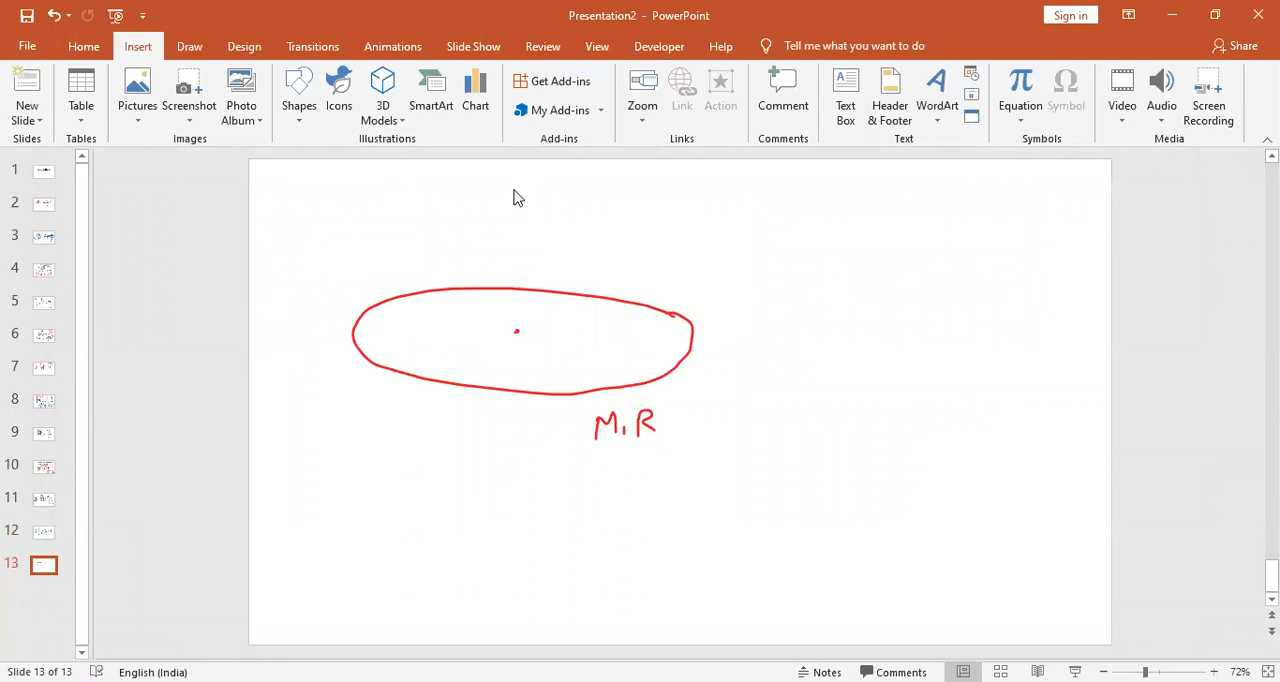 Presentation2 - PowerPoint
Sign in
File Home Insert Draw Design Transitions Animations Slide Show Review View Developer Help Tell me what you want to do Share
New Slide Table Pictures Screenshot Photo Album Shapes Icons 3D Models SmartArt Chart Get Add-ins My Add-ins Zoom Link Action Comment Text Box Header & Footer WordArt Equation Symbol Video Audio Screen Recording
Slides Tables Images Illustrations Add-ins Links Comments Text Symbols Media
1
2
3
4
5
6
7
8
9
10
11
12
13
M, R
Slide 13 of 13 English (India) Notes Comments 72%